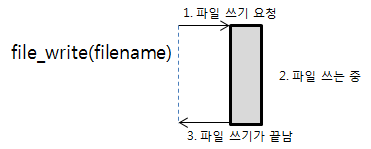 1. 파일 쓰기 요청
file_write(filename)
2. 파일 쓰는 중
3. 파일 쓰기가 끝남